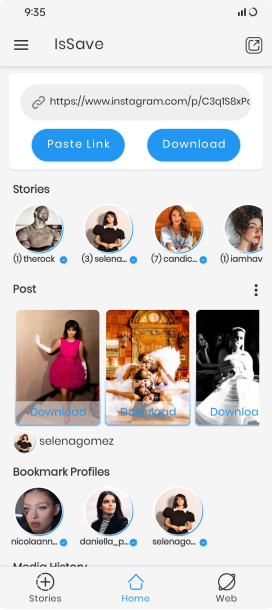 9:35
IsSave
https://www.instagram.com/p/C3q1S8xPc
Paste Link
Download
Stories
(1) therock
(3) selena...
(7) candic...
(1) iamhav
Post
Download
Download
Downloa
selenagomez
Bookmark Profiles
nicolaann...
daniella_p...
selenago...
Media History
Stories
Home
Web